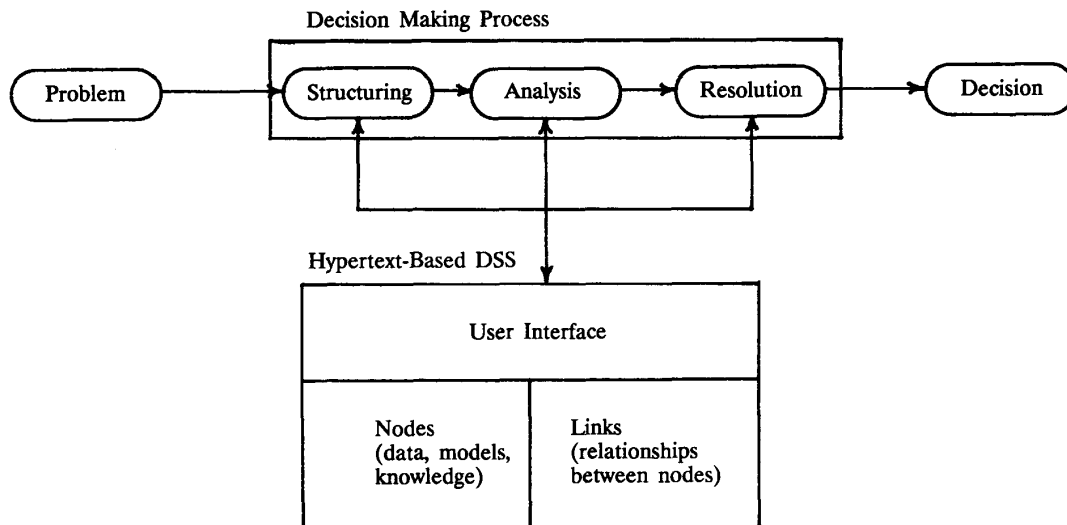 Decision Making Process
Problem
Structuring
Analysis
Resolution
Decision
Hypertext-Based DSS
User Interface
Nodes
(data, models,
knowledge)
Links
(relationships
between nodes)